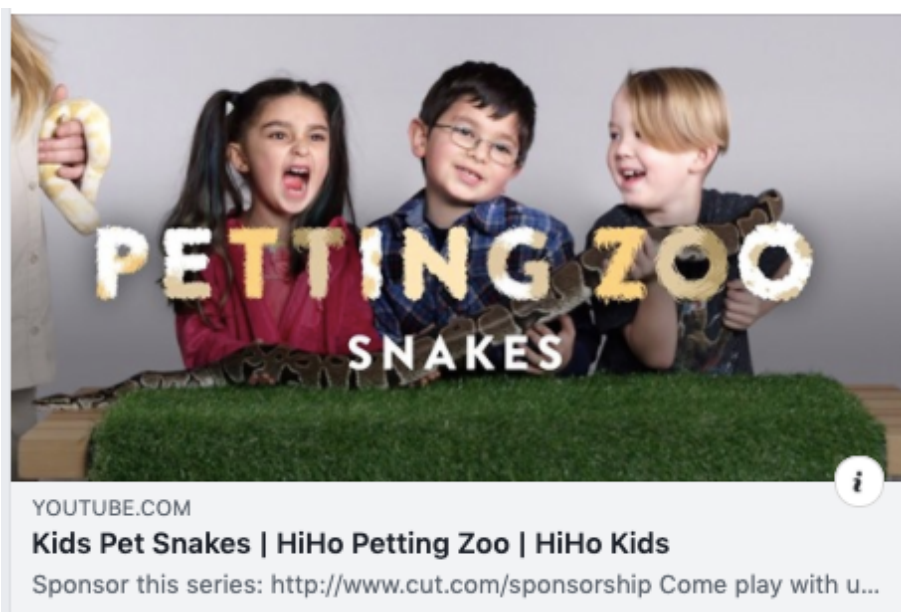 PETTING ZOO
SNAKES
i
YOUTUBE.COM
Kids Pet Snakes | HiHo Petting Zoo | HiHo Kids
Sponsor this series: http://www.cut.com/sponsorship Come play with u...